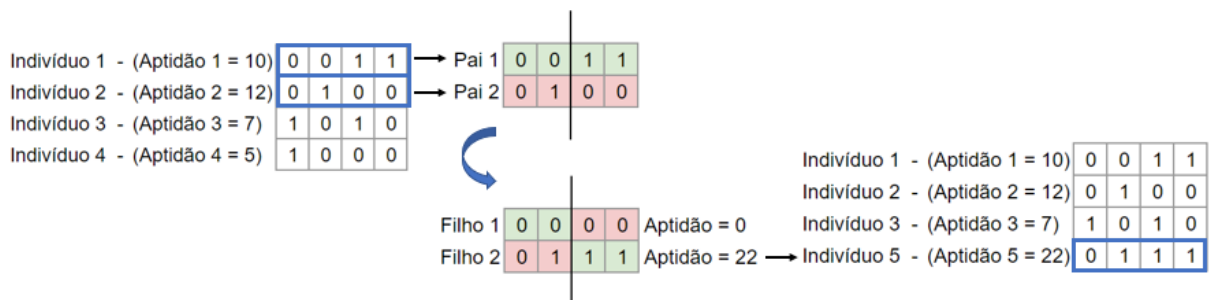 Indivíduo 1 - (Aptidão 1 = 10) 0 0 1 1
Indivíduo 2 - (Aptidão 2 = 12) 0 1 0 0
Indivíduo 3 - (Aptidão 3 = 7) 1 0 1 0
Indivíduo 4 - (Aptidão 4 = 5) 1 0 0 0
Pai 1 0 0 1 1
Pai 2 0 1 0 0
Filho 1 0 0 0 0 Aptidão = 0
Filho 2 0 1 1 1 Aptidão = 22
Indivíduo 1 - (Aptidão 1 = 10) 0 0 1 1
Indivíduo 2 - (Aptidão 2 = 12) 0 1 0 0
Indivíduo 3 - (Aptidão 3 = 7) 1 0 1 0
Indivíduo 5 - (Aptidão 5 = 22) 0 1 1 1